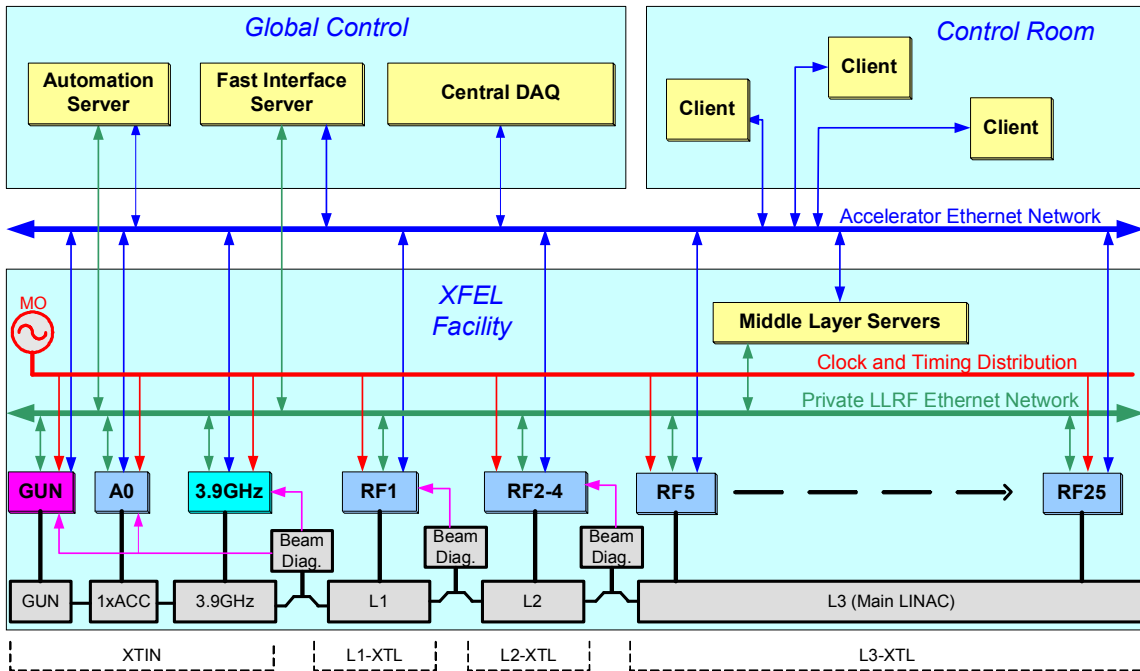 Global Control
Control Room
Automation
Server
Fast Interface
Server
Central DAQ
Client
Client
Client
Accelerator Ethernet Network
XFEL
Facility
MO
Middle Layer Servers
Clock and Timing Distribution
Private LLRF Ethernet Network
GUN
A0
3.9GHz
RF1
RF2-4
RF5
RF25
Beam
Diag.
Beam
Diag.
Beam
Diag.
GUN
1xACC
3.9GHz
L1
L2
L3 (Main LINAC)
XTIN
L1-XTL
L2-XTL
L3-XTL